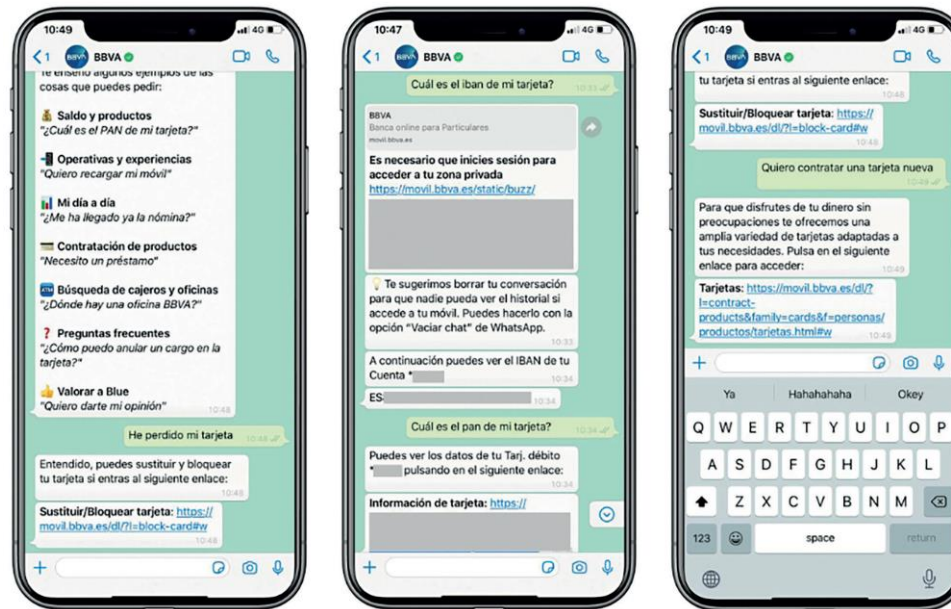 10:49
4G
1
BBVA
BBVA
Te enseño algunos ejemplos de las
cosas que puedes pedir:
Saldo y productos
"¿Cuál es el PAN de mi tarjeta?"
Operativas y experiencias
"Quiero recargar mi móvil"
Mi día a día
"¿Me ha llegado ya la nómina?"
Contratación de productos
"Necesito un préstamo"
ATM
Búsqueda de cajeros y oficinas
"¿Dónde hay una oficina BBVA?"
Preguntas frecuentes
"¿Cómo puedo anular un cargo en la
tarjeta?"
Valorar a Blue
"Quiero darte mi opinión"
10:48
He perdido mi tarjeta
10:48
Entendido, puedes sustituir y bloquear
tu tarjeta si entras al siguiente enlace:
10:48
Sustituir/Bloquear tarjeta: https://
movil.bbva.es/dl/?l=block-card#w
10:48
10:47
4G
1
BBVA
BBVA
Cuál es el iban de mi tarjeta?
10:33
BBVA
Banca online para Particulares
movil.bbva.es
Es necesario que inicies sesión para
acceder a tu zona privada
https://movil.bbva.es/static/buzz/
💡 Te sugerimos borrar tu conversación
para que nadie pueda ver el historial si
accede a tu móvil. Puedes hacerlo con la
opción "Vaciar chat" de WhatsApp.
10:33
A continuación puedes ver el IBAN de tu
Cuenta *
10:34
ES
10:34
Cuál es el pan de mi tarjeta?
10:34
Puedes ver los datos de tu Tarj. débito
* pulsando en el siguiente enlace:
10:34
Información de tarjeta: https://
10:49
4G
1
BBVA
BBVA
tu tarjeta si entras al siguiente enlace:
10:48
Sustituir/Bloquear tarjeta: https://
movil.bbva.es/dl/?l=block-card#w
10:48
Quiero contratar una tarjeta nueva
10:49
Para que disfrutes de tu dinero sin
preocupaciones te ofrecemos una
amplia variedad de tarjetas adaptadas a
tus necesidades. Pulsa en el siguiente
enlace para acceder:
10:49
Tarjetas: https://movil.bbva.es/dl/?
l=contract-
products&family=cards&f=personas/
productos/tarjetas.html#w
10:49
Ya Hahahahaha Okey
Q W E R T Y U I O P
A S D F G H J K L
Z X C V B N M
123 space return